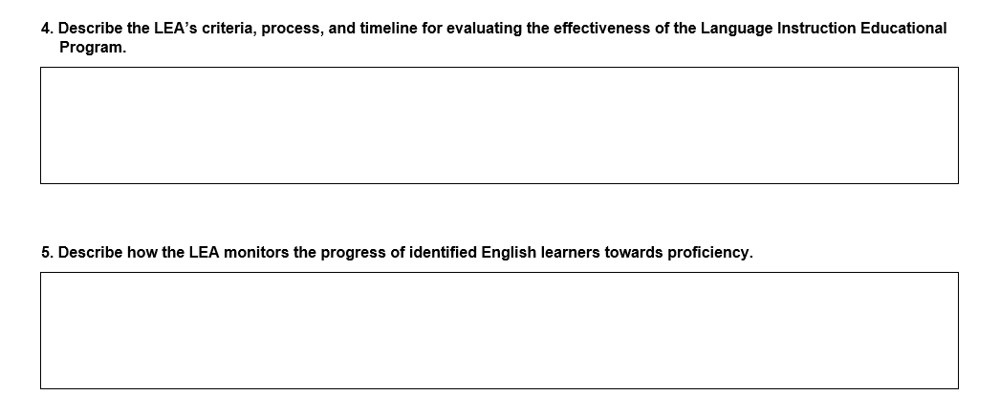 4. Describe the LEA’s criteria, process, and timeline for evaluating the effectiveness of the Language Instruction Educational
Program.
5. Describe how the LEA monitors the progress of identified English learners towards proficiency.